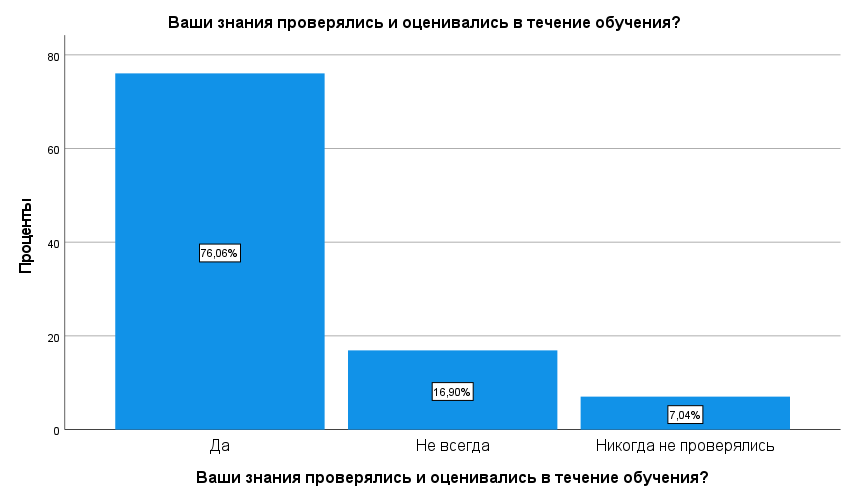 Ваши знания проверялись и оценивались в течение обучения?
Проценты
80
60
40
20
0
76,06%
16,90%
7,04%
Да
Не всегда
Никогда не проверялись
Ваши знания проверялись и оценивались в течение обучения?